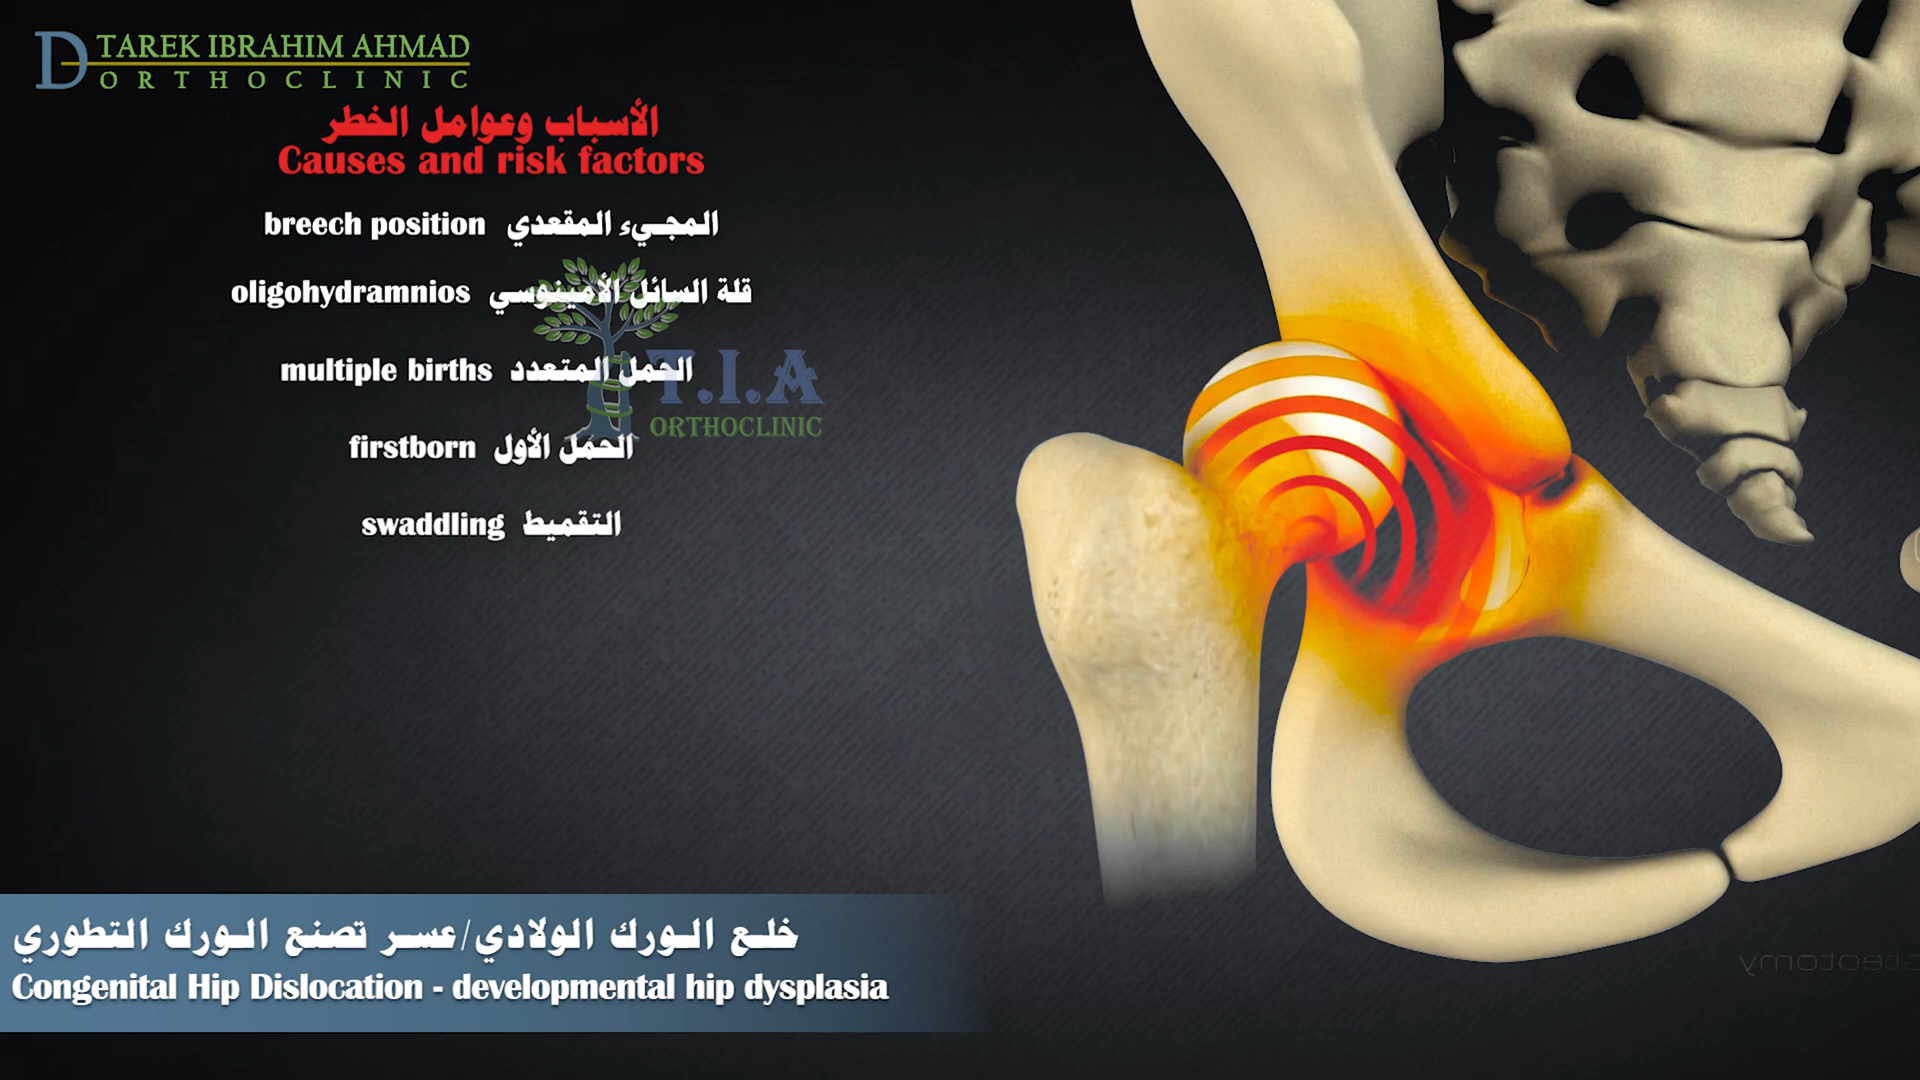 D TAREK IBRAHIM AHMAD
ORTHOCLINIC
الأسباب وعوامل الخطر
Causes and risk factors
breech position المجيء المقعدي
oligohydramnios قلة السائل الأمينوسي
multiple births الحمل المتعدد
T.I.A
ORTHOCLINIC
firstborn الحمل الأول
swaddling التقميط
خلع الورك الولادي/عسر تصنع الورك التطوري
Congenital Hip Dislocation - developmental hip dysplasia